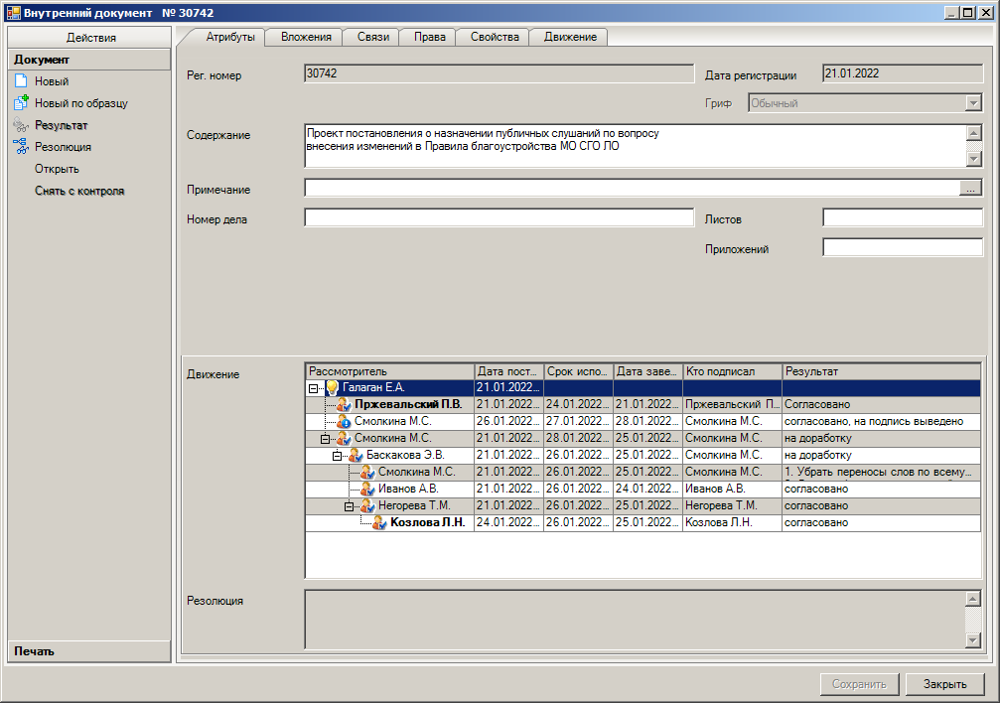 Внутренний документ № 30742
Действия
Документ
Новый
Новый по образцу
Результат
Резолюция
Открыть
Снять с контроля
Печать
Атрибуты Вложения Связи Права Свойства Движение
Рег. номер 30742 Дата регистрации 21.01.2022
Гриф Обычный
Содержание Проект постановления о назначении публичных слушаний по вопросу
внесения изменений в Правила благоустройства МО СГО ЛО
Примечание ...
Номер дела Листов
Приложений
Движение
Рассмотритель Дата пост... Срок испо... Дата заве... Кто подписал Результат
Галаган Е.А. 21.01.2022...
Пржевальский П.В. 21.01.2022... 24.01.2022... 21.01.2022... Пржевальский П... Согласовано
Смолкина М.С. 26.01.2022... 27.01.2022... 28.01.2022... Смолкина М.С. согласовано, на подпись выведено
Смолкина М.С. 21.01.2022... 28.01.2022... 25.01.2022... Смолкина М.С. на доработку
Баскакова Э.В. 21.01.2022... 26.01.2022... 25.01.2022... Смолкина М.С. на доработку
Смолкина М.С. 21.01.2022... 26.01.2022... 25.01.2022... Смолкина М.С. 1. Убрать переносы слов по всему...
Иванов А.В. 21.01.2022... 26.01.2022... 24.01.2022... Иванов А.В. согласовано
Негорева Т.М. 21.01.2022... 26.01.2022... 25.01.2022... Негорева Т.М. согласовано
Козлова Л.Н. 24.01.2022... 26.01.2022... 25.01.2022... Козлова Л.Н. согласовано
Резолюция
Сохранить Закрыть